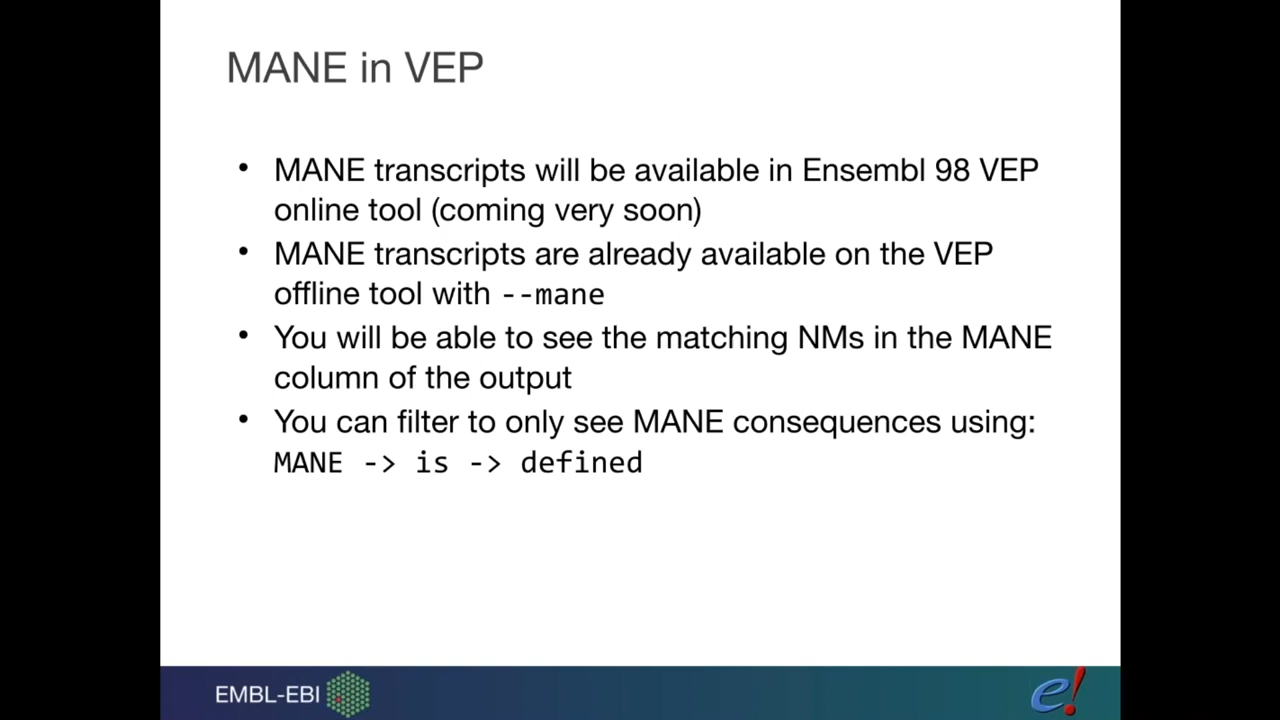 MANE in VEP
• MANE transcripts will be available in Ensembl 98 VEP
online tool (coming very soon)
• MANE transcripts are already available on the VEP
offline tool with --mane
• You will be able to see the matching NMs in the MANE
column of the output
• You can filter to only see MANE consequences using:
MANE -> is -> defined
EMBL-EBI
e!